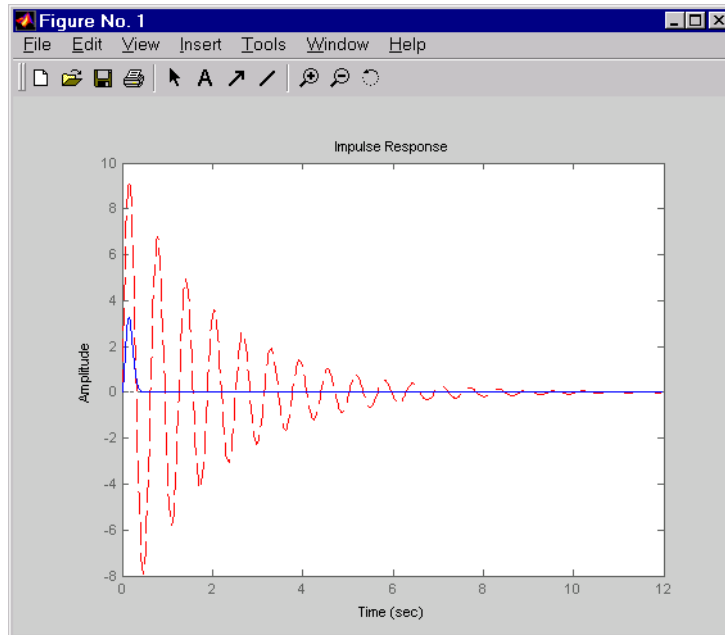 Figure No. 1
File Edit View Insert Tools Window Help
A
Impulse Response
10
8
6
4
2
0
-2
-4
-6
-8
Amplitude
0 2 4 6 8 10 12
Time (sec)